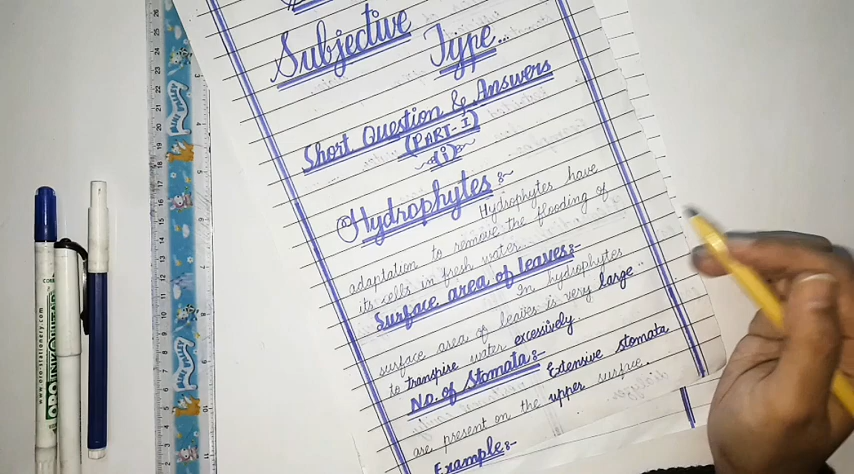 Subjective
Type...
Short Question & Answers
(PART-I)
(i)
Hydrophytes:~
Hydrophytes have
adaptation to remove the flooding of
its cells in fresh water.
Surface area of leaves:-
In hydrophytes
surface area of leaves is very large
to transpire water excessively.
No. of Stomata:-
Extensive stomata
are present on the upper surface.
Example:-